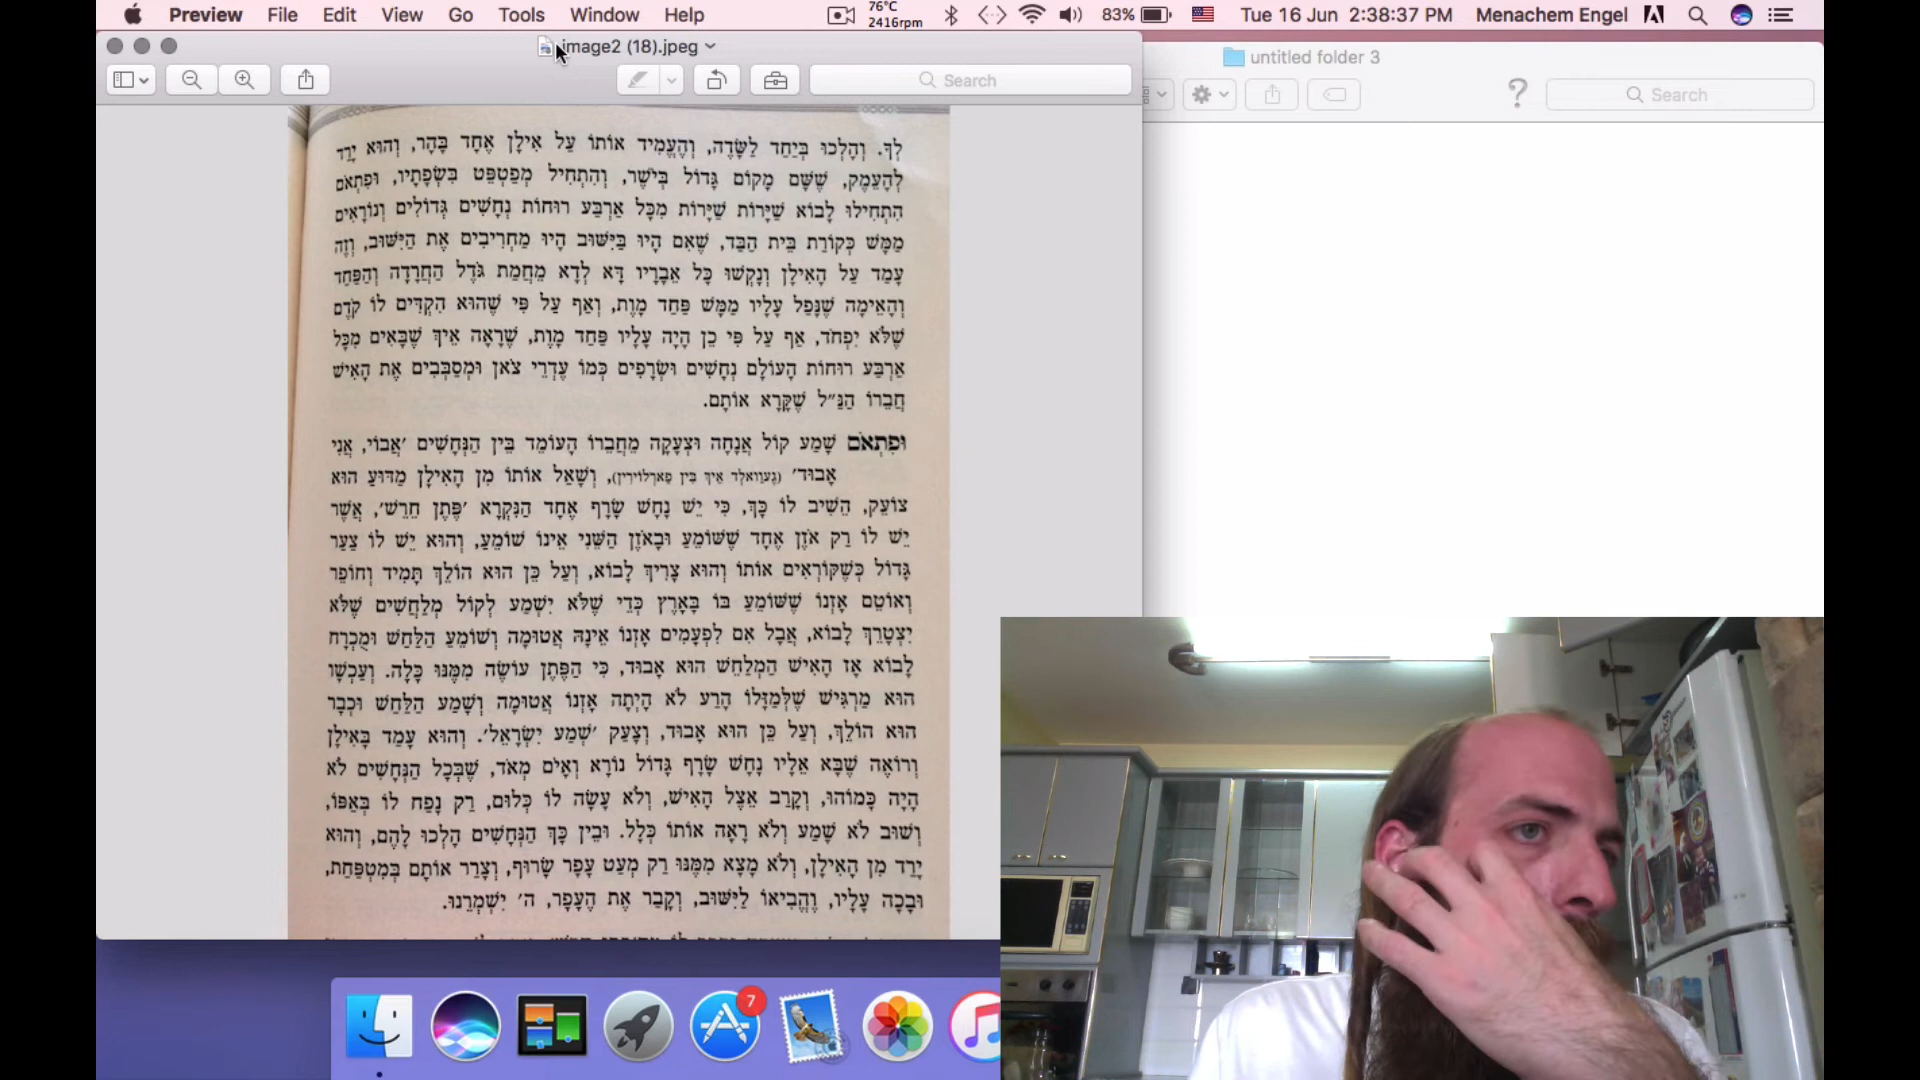 Preview File Edit View Go Tools Window Help 76°C 2416rpm 83% Tue 16 Jun 2:38:37 PM Menachem Engel
image2 (18).jpeg
Search
untitled folder 3
Search
לְךָ. וְהָלְכוּ בְּיַחַד לַשָּׂדֶה, וְהֶעֱמִיד אוֹתוֹ עַל אִילָן אֶחָד בָּהָר, וְהוּא יָרַד
לְהָעֵמֶק, שֶׁשָּׁם מָקוֹם גָּדוֹל בְּיֹשֶׁר, וְהִתְחִיל מְפַטְפֵּט בִּשְׂפָתָיו, וּפִתְאֹם
הִתְחִילוּ לָבוֹא שַׁיָּרוֹת שַׁיָּרוֹת מִכָּל אַרְבַּע רוּחוֹת נְחָשִׁים גְּדוֹלִים וְנוֹרָאִים
מַמָּשׁ כְּקוֹרַת בֵּית הַבַּד, שֶׁאִם הָיוּ בַּיִּשּׁוּב הָיוּ מַחְרִיבִים אֶת הַיִּשּׁוּב, וְזֶה
עָמַד עַל הָאִילָן וְנָקְשׁוּ כָּל אֵבָרָיו דָּא לְדָא מֵחֲמַת גֹּדֶל הַחֲרָדָה וְהַפַּחַד
וְהָאֵימָה שֶׁנָּפַל עָלָיו מַמָּשׁ פַּחַד מָוֶת, וְאַף עַל פִּי שֶׁהוּא הִקְדִּים לוֹ קֹדֶם
שֶׁלֹּא יִפְחֹד, אַף עַל פִּי כֵן הָיָה עָלָיו פַּחַד מָוֶת, שֶׁרָאָה אֵיךְ שֶׁבָּאִים מִכָּל
אַרְבַּע רוּחוֹת הָעוֹלָם נְחָשִׁים וּשְׂרָפִים כְּמוֹ עֶדְרֵי צֹאן וּמְסַבְּבִים אֶת הָאִישׁ
חֲבֵרוֹ הַנַּ״ל שֶׁקָּרָא אוֹתָם.
וּפִתְאֹם שָׁמַע קוֹל אֲנָחָה וּצְעָקָה מֵחֲבֵרוֹ הָעוֹמֵד בֵּין הַנְּחָשִׁים 'אֲבוֹי, אֲנִי
אָבוּד' (געוואלד איך בין פארלוירין), וְשָׁאַל אוֹתוֹ מִן הָאִילָן מַדּוּעַ הוּא
צוֹעֵק, הֵשִׁיב לוֹ כָּךְ, כִּי יֵשׁ נָחָשׁ שָׂרָף אֶחָד הַנִּקְרָא 'פֶּתֶן חֵרֵשׁ', אֲשֶׁר
יֵשׁ לוֹ רַק אֹזֶן אֶחָד שֶׁשּׁוֹמֵעַ וּבְאֹזֶן הַשֵּׁנִי אֵינוֹ שׁוֹמֵעַ, וְהוּא יֵשׁ לוֹ צַעַר
גָּדוֹל כְּשֶׁקּוֹרְאִים אוֹתוֹ וְהוּא צָרִיךְ לָבוֹא, וְעַל כֵּן הוּא הוֹלֵךְ תָּמִיד וְחוֹפֵר
וְאוֹטֵם אָזְנוֹ שֶׁשּׁוֹמֵעַ בּוֹ בָּאָרֶץ כְּדֵי שֶׁלֹּא יִשְׁמַע לְקוֹל מְלַחֲשִׁים שֶׁלֹּא
יִצְטָרֵךְ לָבוֹא, אֲבָל אִם לִפְעָמִים אָזְנוֹ אֵינָהּ אֲטוּמָה וְשׁוֹמֵעַ הַלַּחַשׁ וּמֻכְרָח
לָבוֹא אָז הָאִישׁ הַמְלַחֵשׁ הוּא אָבוּד, כִּי הַפֶּתֶן עוֹשֶׂה מִמֶּנּוּ כָּלָה. וְעַכְשָׁו
הוּא מַרְגִּישׁ שֶׁלְּמַזָּלוֹ הָרַע לֹא הָיְתָה אָזְנוֹ אֲטוּמָה וְשָׁמַע הַלַּחַשׁ וּכְבָר
הוּא הוֹלֵךְ, וְעַל כֵּן הוּא אָבוּד, וְצָעַק 'שְׁמַע יִשְׂרָאֵל'. וְהוּא עָמַד בָּאִילָן
וְרוֹאֶה שֶׁבָּא אֵלָיו נָחָשׁ שָׂרָף גָּדוֹל נוֹרָא וְאָיֹם מְאֹד, שֶׁבְּכָל הַנְּחָשִׁים לֹא
הָיָה כָּמוֹהוּ, וְקָרַב אֵצֶל הָאִישׁ, וְלֹא עָשָׂה לוֹ כְּלוּם, רַק נָפַח לוֹ בְּאַפּוֹ,
וְשׁוּב לֹא שָׁמַע וְלֹא רָאָה אוֹתוֹ כְּלָל. וּבֵין כָּךְ הַנְּחָשִׁים הָלְכוּ לָהֶם, וְהוּא
יָרַד מִן הָאִילָן, וְלֹא מָצָא מִמֶּנּוּ רַק מְעַט עָפָר שָׂרוּף, וְצָרַר אוֹתָם בְּמִטְפַּחַת,
וּבָכָה עָלָיו, וֶהֱבִיאוֹ לַיִּשּׁוּב, וְקָבַר אֶת הֶעָפָר, ה' יִשְׁמְרֵנוּ.
7